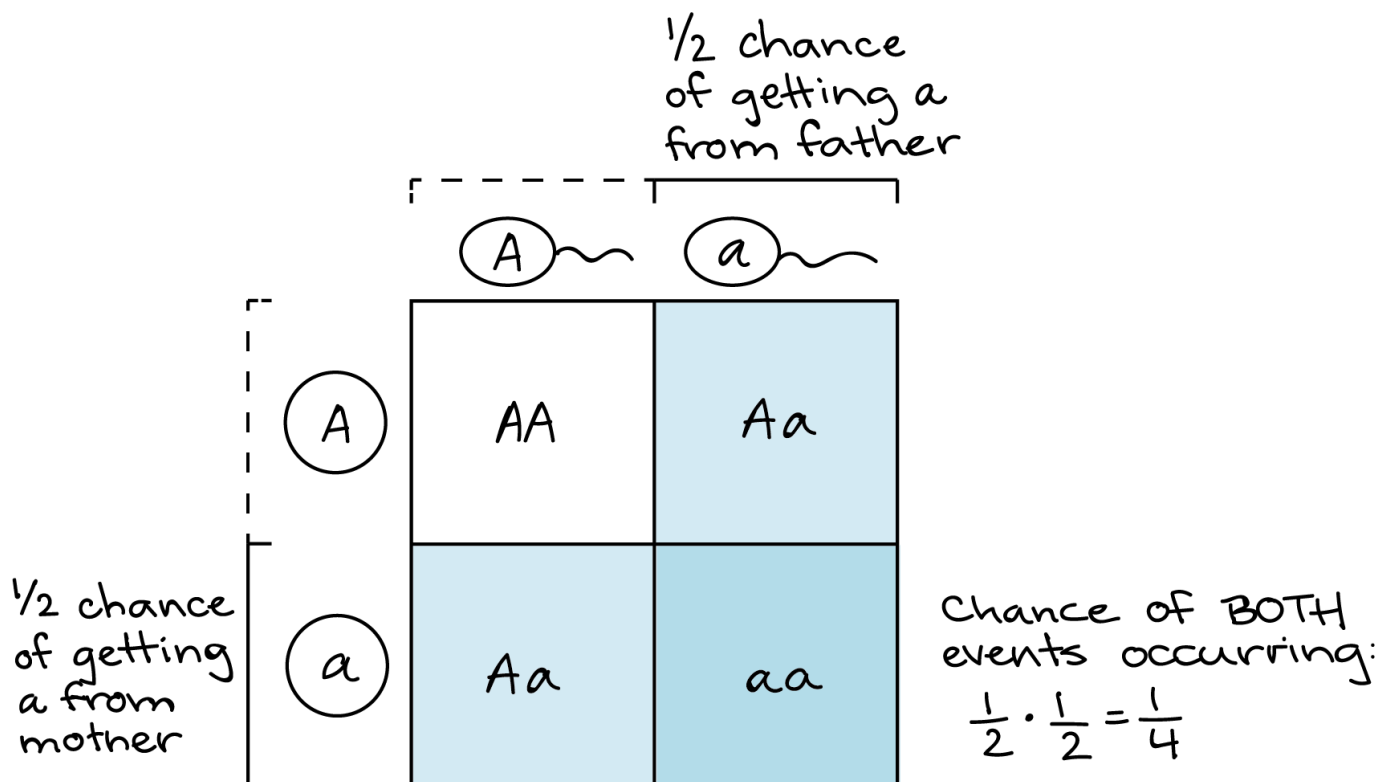 1/2 chance
of getting a
from father
A a
A AA Aa
1/2 chance
of getting
a from
mother
a Aa aa
Chance of BOTH
events occurring:
1/2 · 1/2 = 1/4